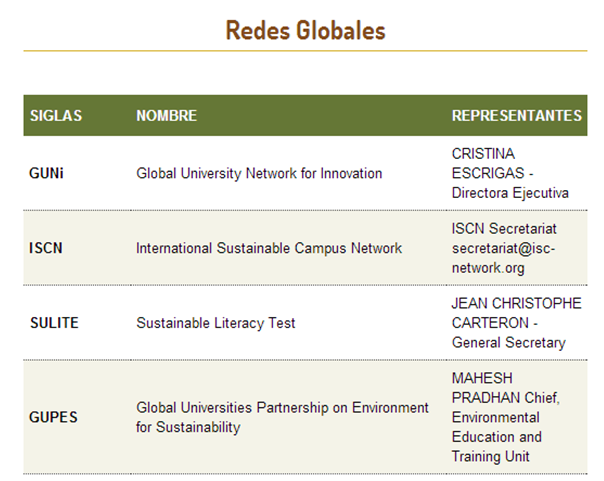 Redes Globales
SIGLAS NOMBRE REPRESENTANTES
GUNi Global University Network for Innovation CRISTINA
ESCRIGAS -
Directora Ejecutiva
ISCN International Sustainable Campus Network ISCN Secretariat
secretariat@isc-
network.org
SULITE Sustainable Literacy Test JEAN CHRISTOPHE
CARTERON -
General Secretary
GUPES Global Universities Partnership on Environment
for Sustainability
MAHESH
PRADHAN Chief,
Environmental
Education and
Training Unit